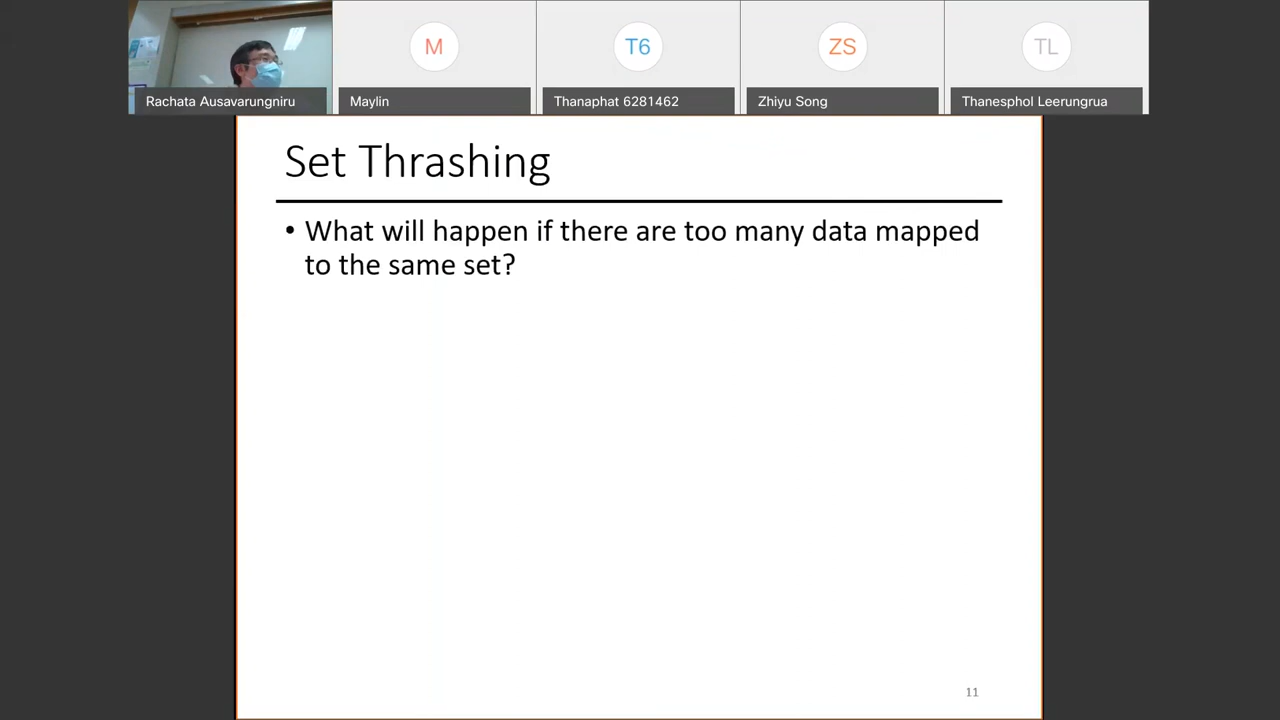 M
T6
ZS
TL
Rachata Ausavarungniru
Maylin
Thanaphat 6281462
Zhiyu Song
Thanesphol Leerungrua
Set Thrashing
• What will happen if there are too many data mapped
to the same set?
11